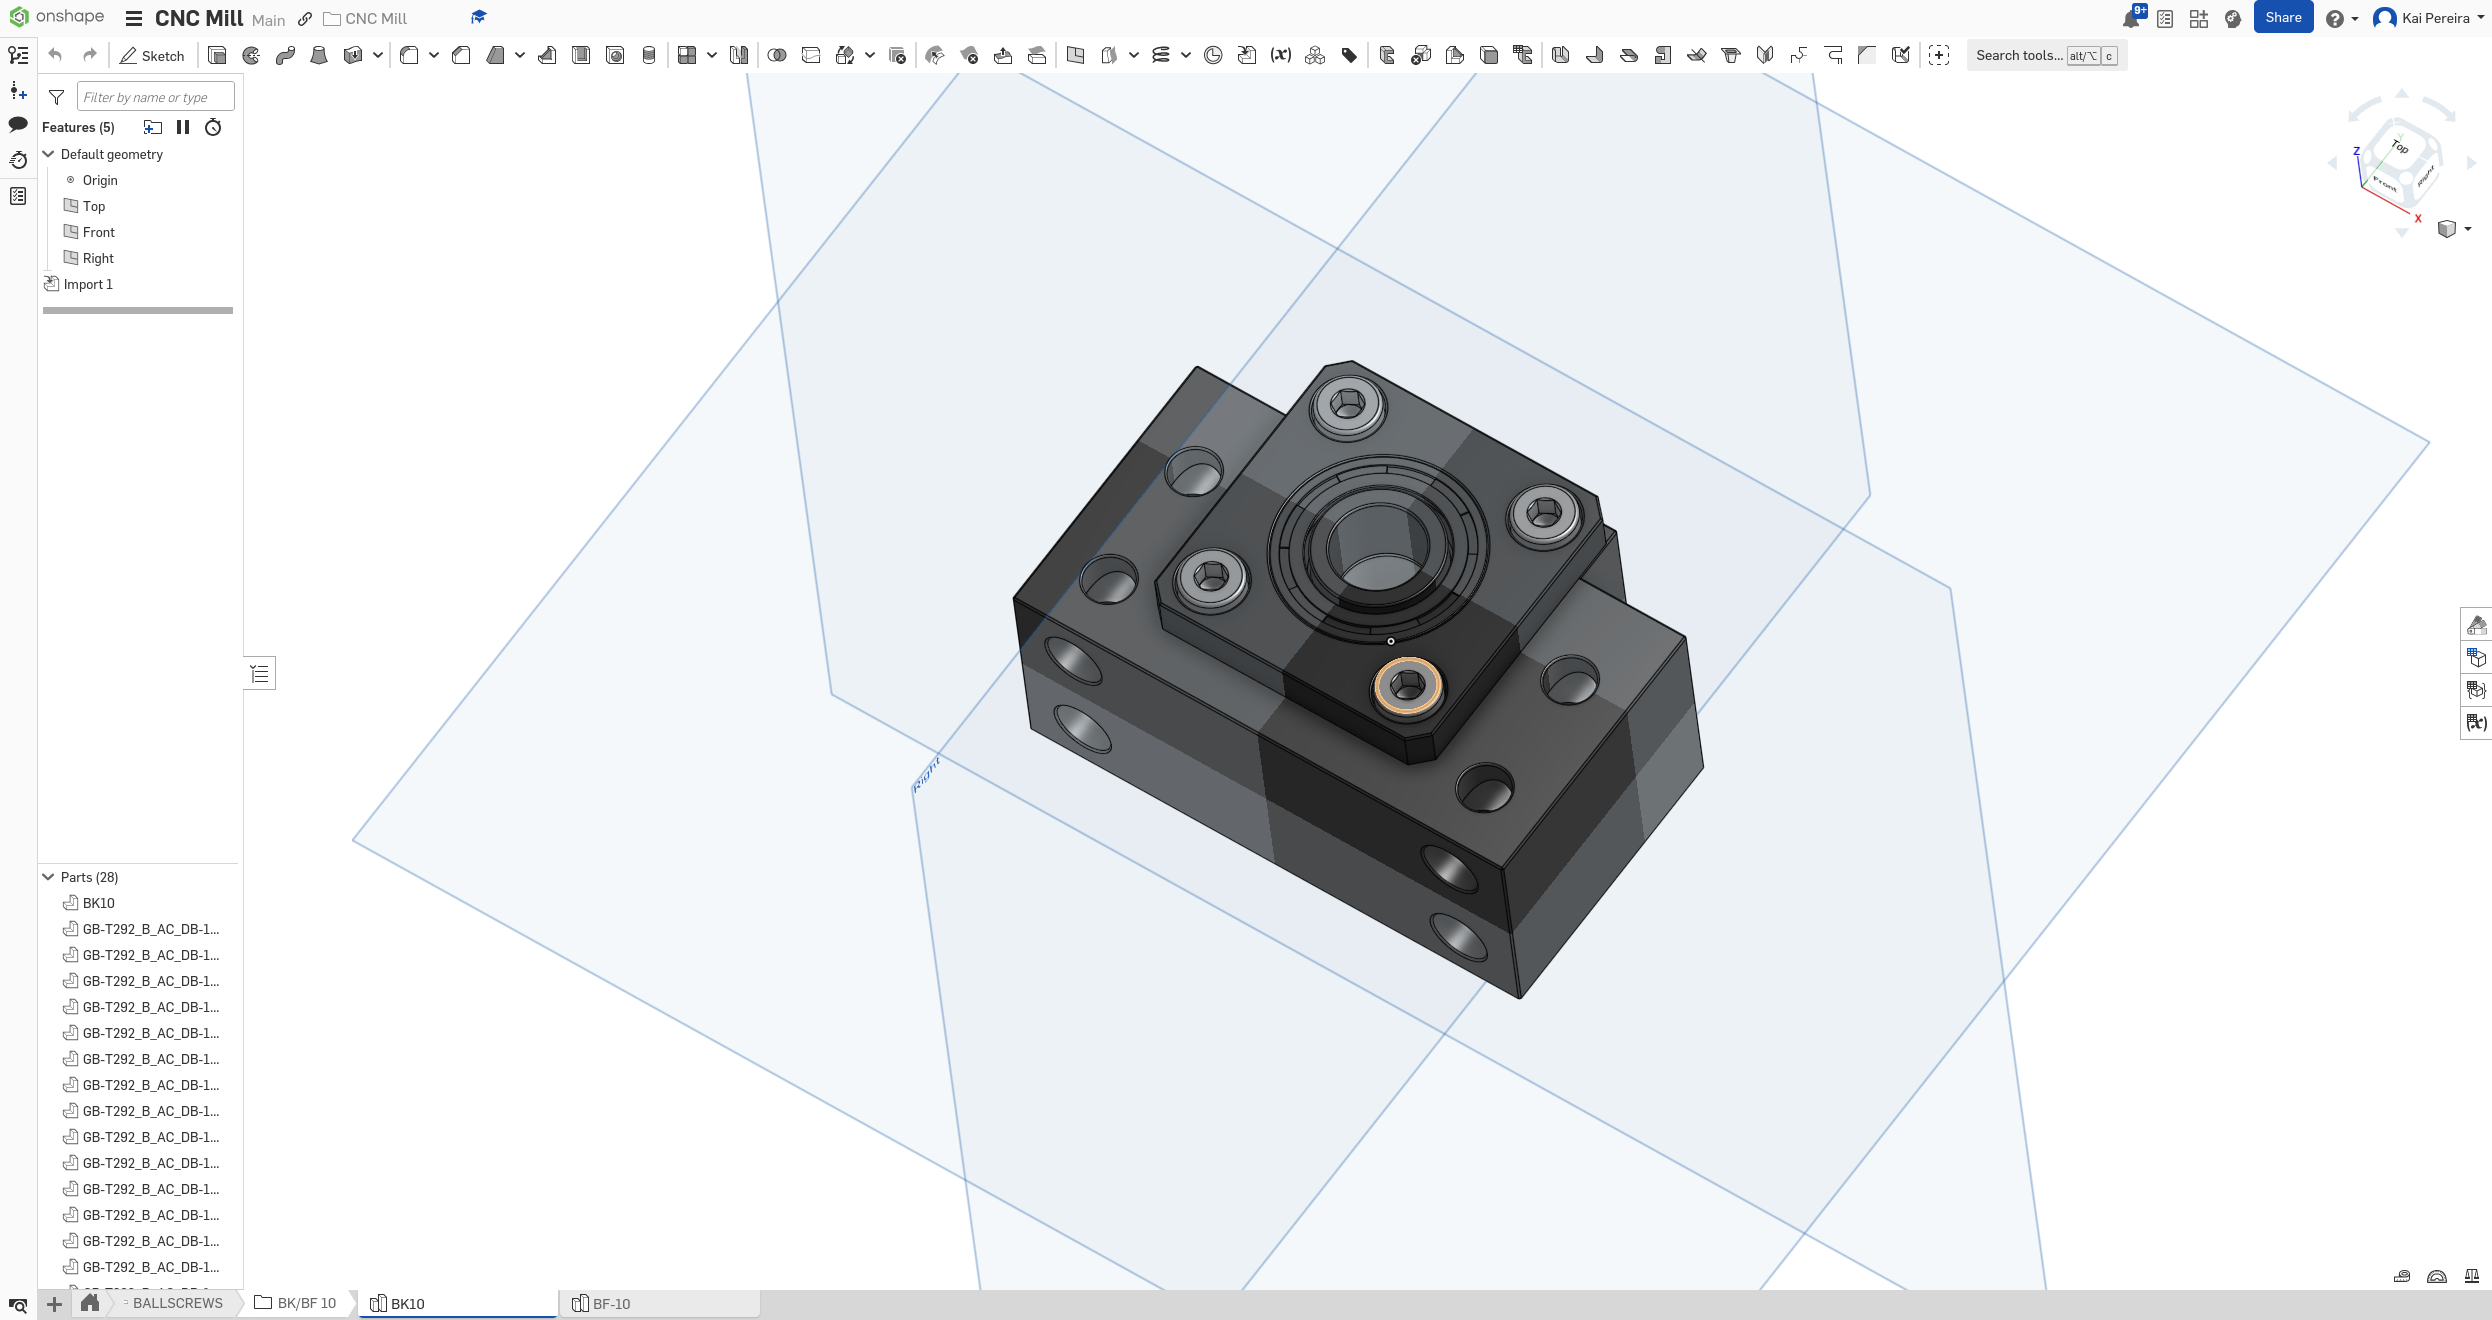 onshape
CNC Mill Main CNC Mill
9+
Share
Kai Pereira
Sketch
Search tools... alt/⌥ c
Filter by name or type
Features (5)
Default geometry
Origin
Top
Front
Right
Import 1
Top
Front
Right
Z
Y
X
Right
Parts (28)
BK10
GB-T292_B_AC_DB-1...
GB-T292_B_AC_DB-1...
GB-T292_B_AC_DB-1...
GB-T292_B_AC_DB-1...
GB-T292_B_AC_DB-1...
GB-T292_B_AC_DB-1...
GB-T292_B_AC_DB-1...
GB-T292_B_AC_DB-1...
GB-T292_B_AC_DB-1...
GB-T292_B_AC_DB-1...
GB-T292_B_AC_DB-1...
GB-T292_B_AC_DB-1...
GB-T292_B_AC_DB-1...
GB-T292_B_AC_DB-1...
BALLSCREWS
BK/BF 10
BK10
BF-10